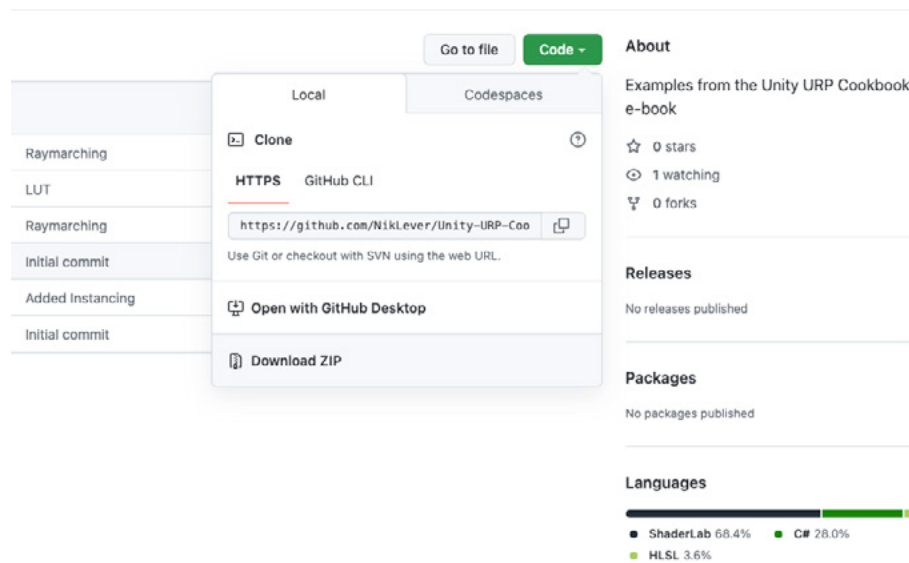 Go to file
Code
Local
Codespaces
Clone
HTTPS
GitHub CLI
https://github.com/NikLever/Unity-URP-Coo
Use Git or checkout with SVN using the web URL.
Open with GitHub Desktop
Download ZIP
Raymarching
LUT
Raymarching
Initial commit
Added Instancing
Initial commit
About
Examples from the Unity URP Cookbook
e-book
0 stars
1 watching
0 forks
Releases
No releases published
Packages
No packages published
Languages
ShaderLab 68.4%
C# 28.0%
HLSL 3.6%